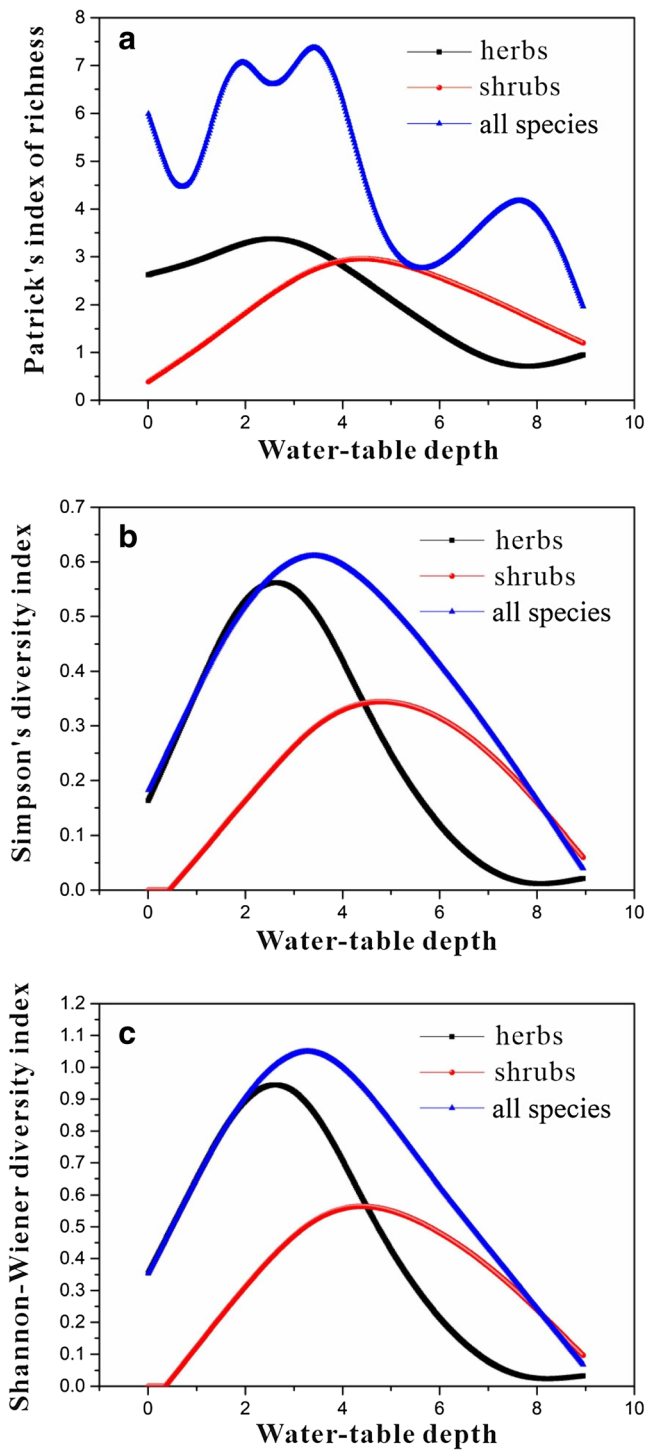 a
herbs
shrubs
all species
8
7
6
5
4
3
2
1
0
Patrick's index of richness
0 2 4 6 8 10
Water-table depth
b
herbs
shrubs
all species
0.7
0.6
0.5
0.4
0.3
0.2
0.1
0.0
Simpson's diversity index
0 2 4 6 8 10
Water-table depth
c
herbs
shrubs
all species
1.2
1.1
1.0
0.9
0.8
0.7
0.6
0.5
0.4
0.3
0.2
0.1
0.0
Shannon-Wiener diversity index
0 2 4 6 8 10
Water-table depth